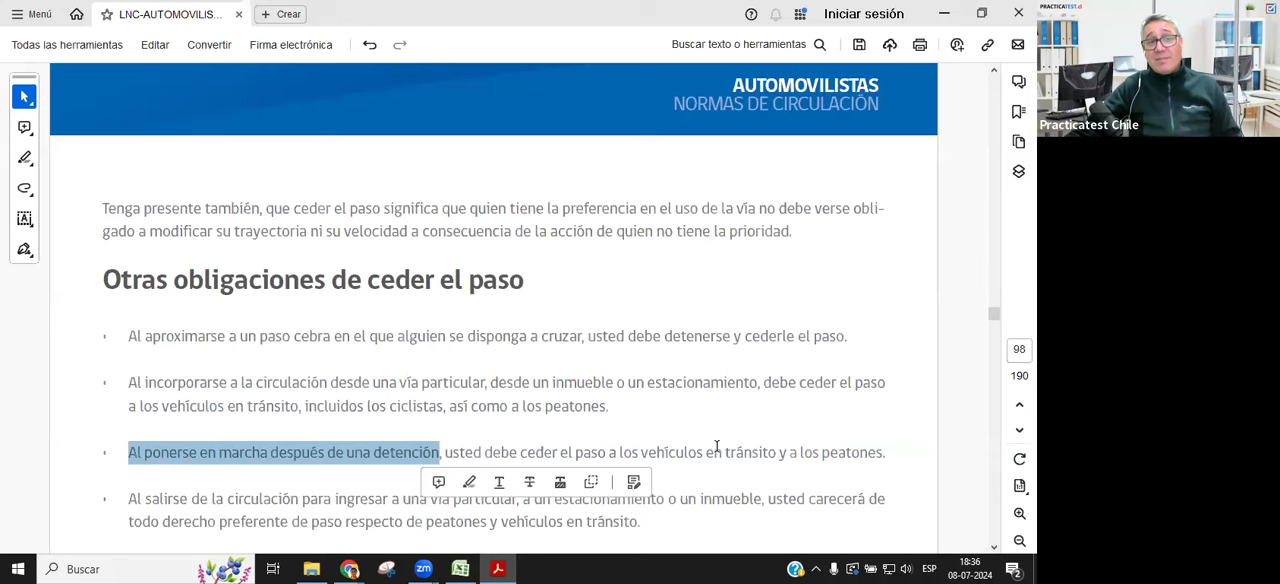 Menú
LNC-AUTOMOVILIS...
Crear
Iniciar sesión
PRACTICATEST.cl
Todas las herramientas
Editar
Convertir
Firma electrónica
Buscar texto o herramientas
Practicatest Chile
AUTOMOVILISTAS
NORMAS DE CIRCULACIÓN
Tenga presente también, que ceder el paso significa que quien tiene la preferencia en el uso de la vía no debe verse obli-
gado a modificar su trayectoria ni su velocidad a consecuencia de la acción de quien no tiene la prioridad.
Otras obligaciones de ceder el paso
Al aproximarse a un paso cebra en el que alguien se disponga a cruzar, usted debe detenerse y cederle el paso.
98
190
Al incorporarse a la circulación desde una vía particular, desde un inmueble o un estacionamiento, debe ceder el paso
a los vehículos en tránsito, incluidos los ciclistas, así como a los peatones.
Al ponerse en marcha después de una detención, usted debe ceder el paso a los vehículos en tránsito y a los peatones.
Al salirse de la circulación para ingresar a una vía particular, a un estacionamiento o un inmueble, usted carecerá de
todo derecho preferente de paso respecto de peatones y vehículos en tránsito.
Buscar
zm
ESP
18:36
08-07-2024
2